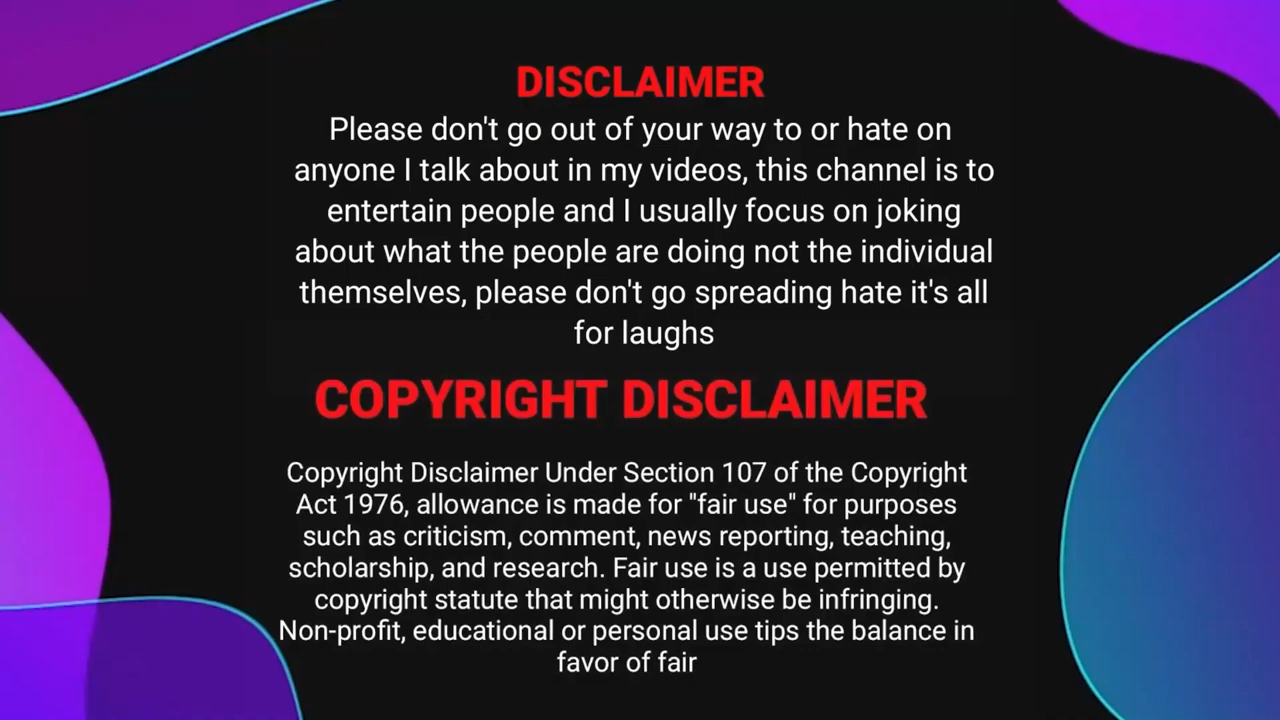 DISCLAIMER
Please don't go out of your way to or hate on
anyone I talk about in my videos, this channel is to
entertain people and I usually focus on joking
about what the people are doing not the individual
themselves, please don't go spreading hate it's all
for laughs
COPYRIGHT DISCLAIMER
Copyright Disclaimer Under Section 107 of the Copyright
Act 1976, allowance is made for "fair use" for purposes
such as criticism, comment, news reporting, teaching,
scholarship, and research. Fair use is a use permitted by
copyright statute that might otherwise be infringing.
Non-profit, educational or personal use tips the balance in
favor of fair